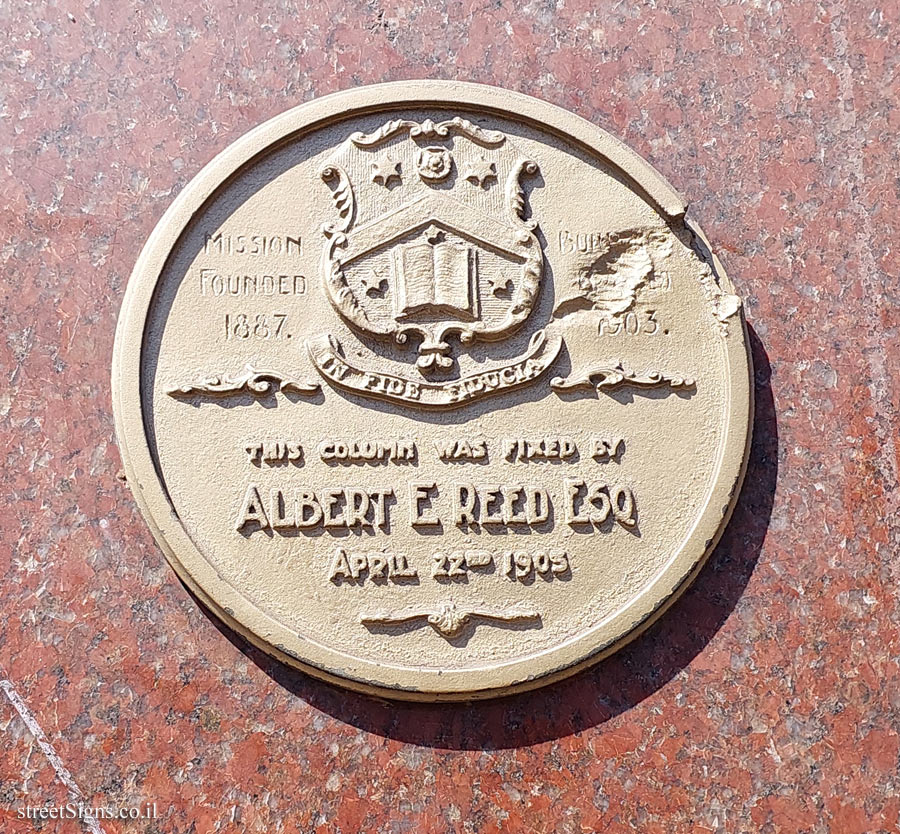 MISSION
FOUNDED
1887.
1903.
IN FIDE FIDUCIA
THIS COLUMN WAS FIXED BY
ALBERT E REED ESQ
APRIL 22ND 1905
streetSigns.co.il